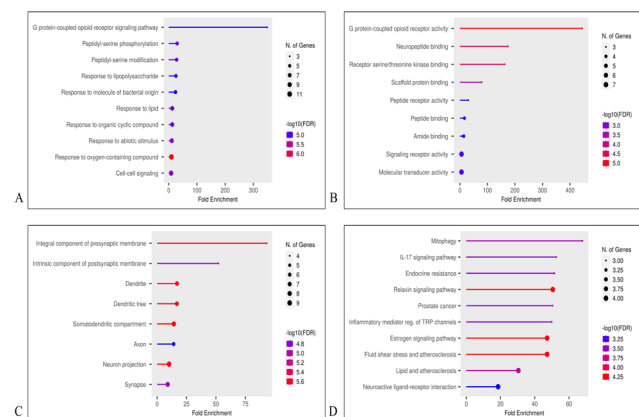 G protein-coupled opioid receptor signaling pathway
Peptidyl-serine phosphorylation
Peptidyl-serine modification
Response to lipopolysaccharide
Response to molecule of bacterial origin
Response to lipid
Response to organic cyclic compound
Response to abiotic stimulus
Response to oxygen-containing compound
Cell-cell signaling
0 100 200 300
Fold Enrichment
N. of Genes
3
5
7
9
11
-log10(FDR)
5.0
5.5
6.0
A
G protein-coupled opioid receptor activity
Neuropeptide binding
Receptor serine/threonine kinase binding
Scaffold protein binding
Peptide receptor activity
Peptide binding
Amide binding
Signaling receptor activity
Molecular transducer activity
0 100 200 300 400
Fold Enrichment
N. of Genes
3
4
5
6
7
-log10(FDR)
3.0
3.5
4.0
4.5
5.0
B
Integral component of presynaptic membrane
Intrinsic component of postsynaptic membrane
Dendrite
Dendritic tree
Somatodendritic compartment
Axon
Neuron projection
Synapse
0 25 50 75
Fold Enrichment
N. of Genes
4
5
6
7
8
9
-log10(FDR)
4.8
5.0
5.2
5.4
5.6
C
Mitophagy
IL-17 signaling pathway
Endocrine resistance
Relaxin signaling pathway
Prostate cancer
Inflammatory mediator reg. of TRP channels
Estrogen signaling pathway
Fluid shear stress and atherosclerosis
Lipid and atherosclerosis
Neuroactive ligand-receptor interaction
0 20 40 60
Fold Enrichment
N. of Genes
3.00
3.25
3.50
3.75
4.00
-log10(FDR)
3.25
3.50
3.75
4.00
4.25
D